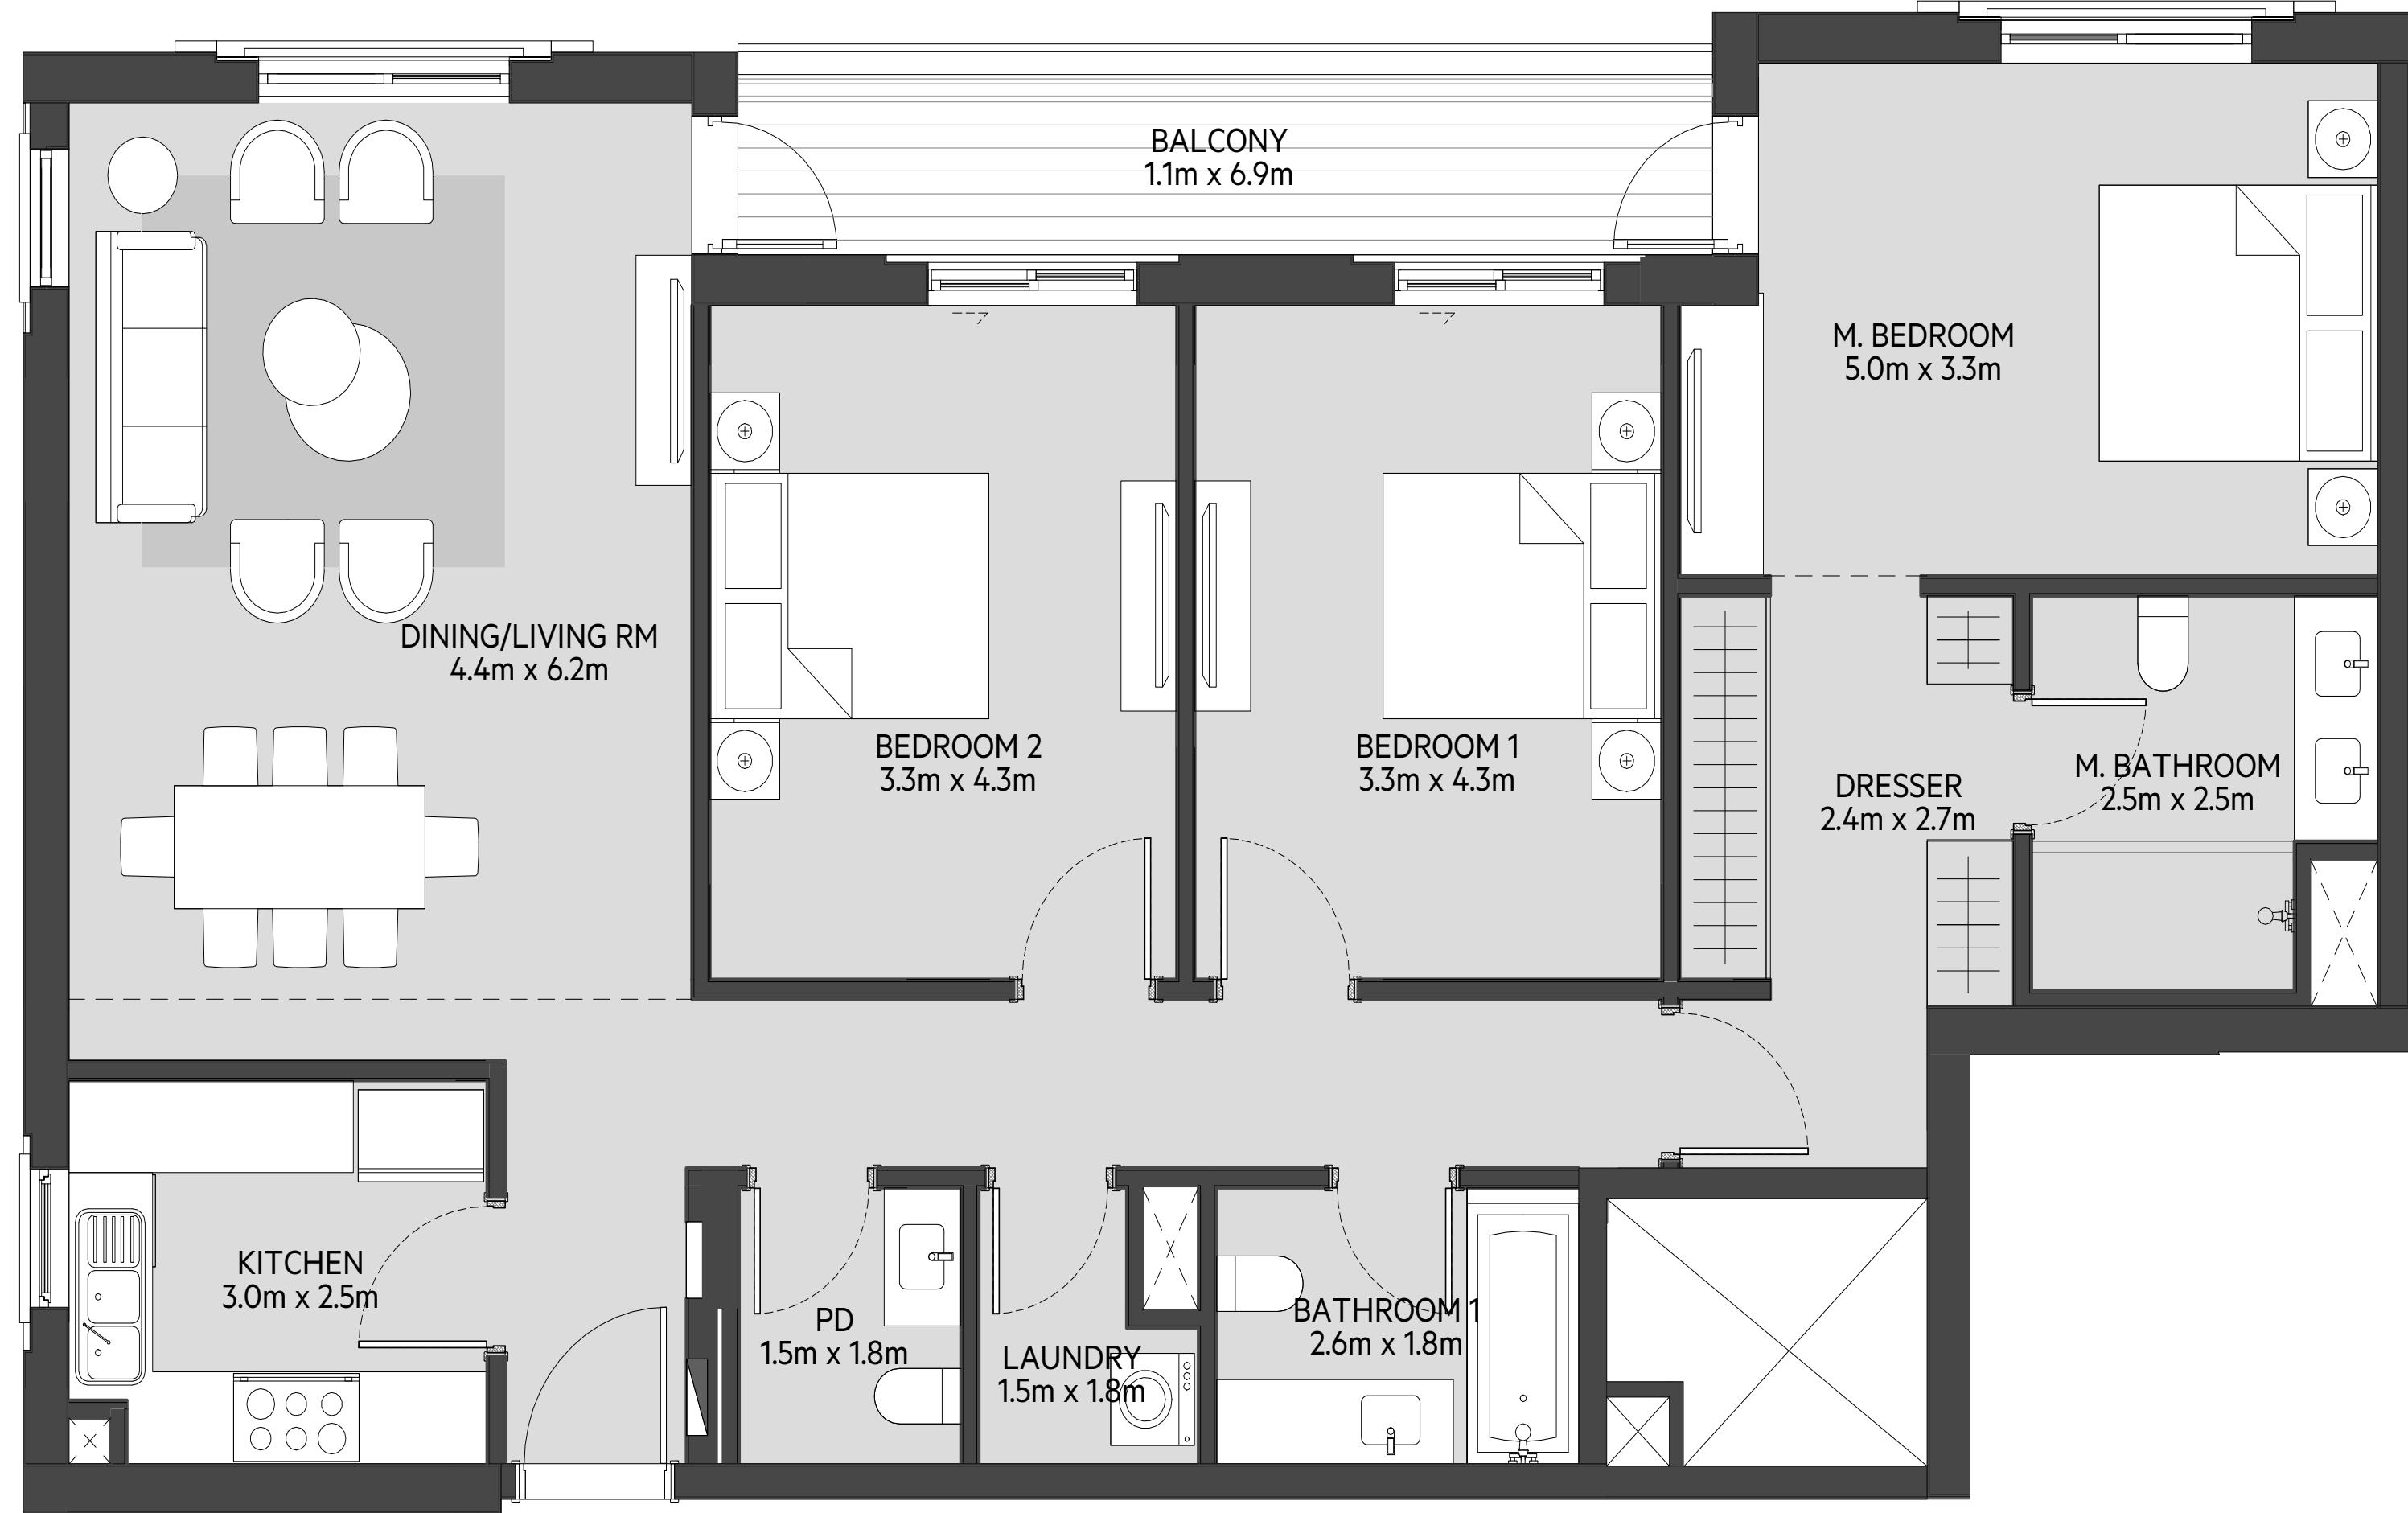 BALCONY
1.1m x 6.9m
M. BEDROOM
5.0m x 3.3m
DINING/LIVING RM
4.4m x 6.2m
BEDROOM 2
3.3m x 4.3m
BEDROOM 1
3.3m x 4.3m
DRESSER
2.4m x 2.7m
M. BATHROOM
2.5m x 2.5m
KITCHEN
3.0m x 2.5m
PD
1.5m x 1.8m
LAUNDRY
1.5m x 1.8m
BATHROOM 1
2.6m x 1.8m